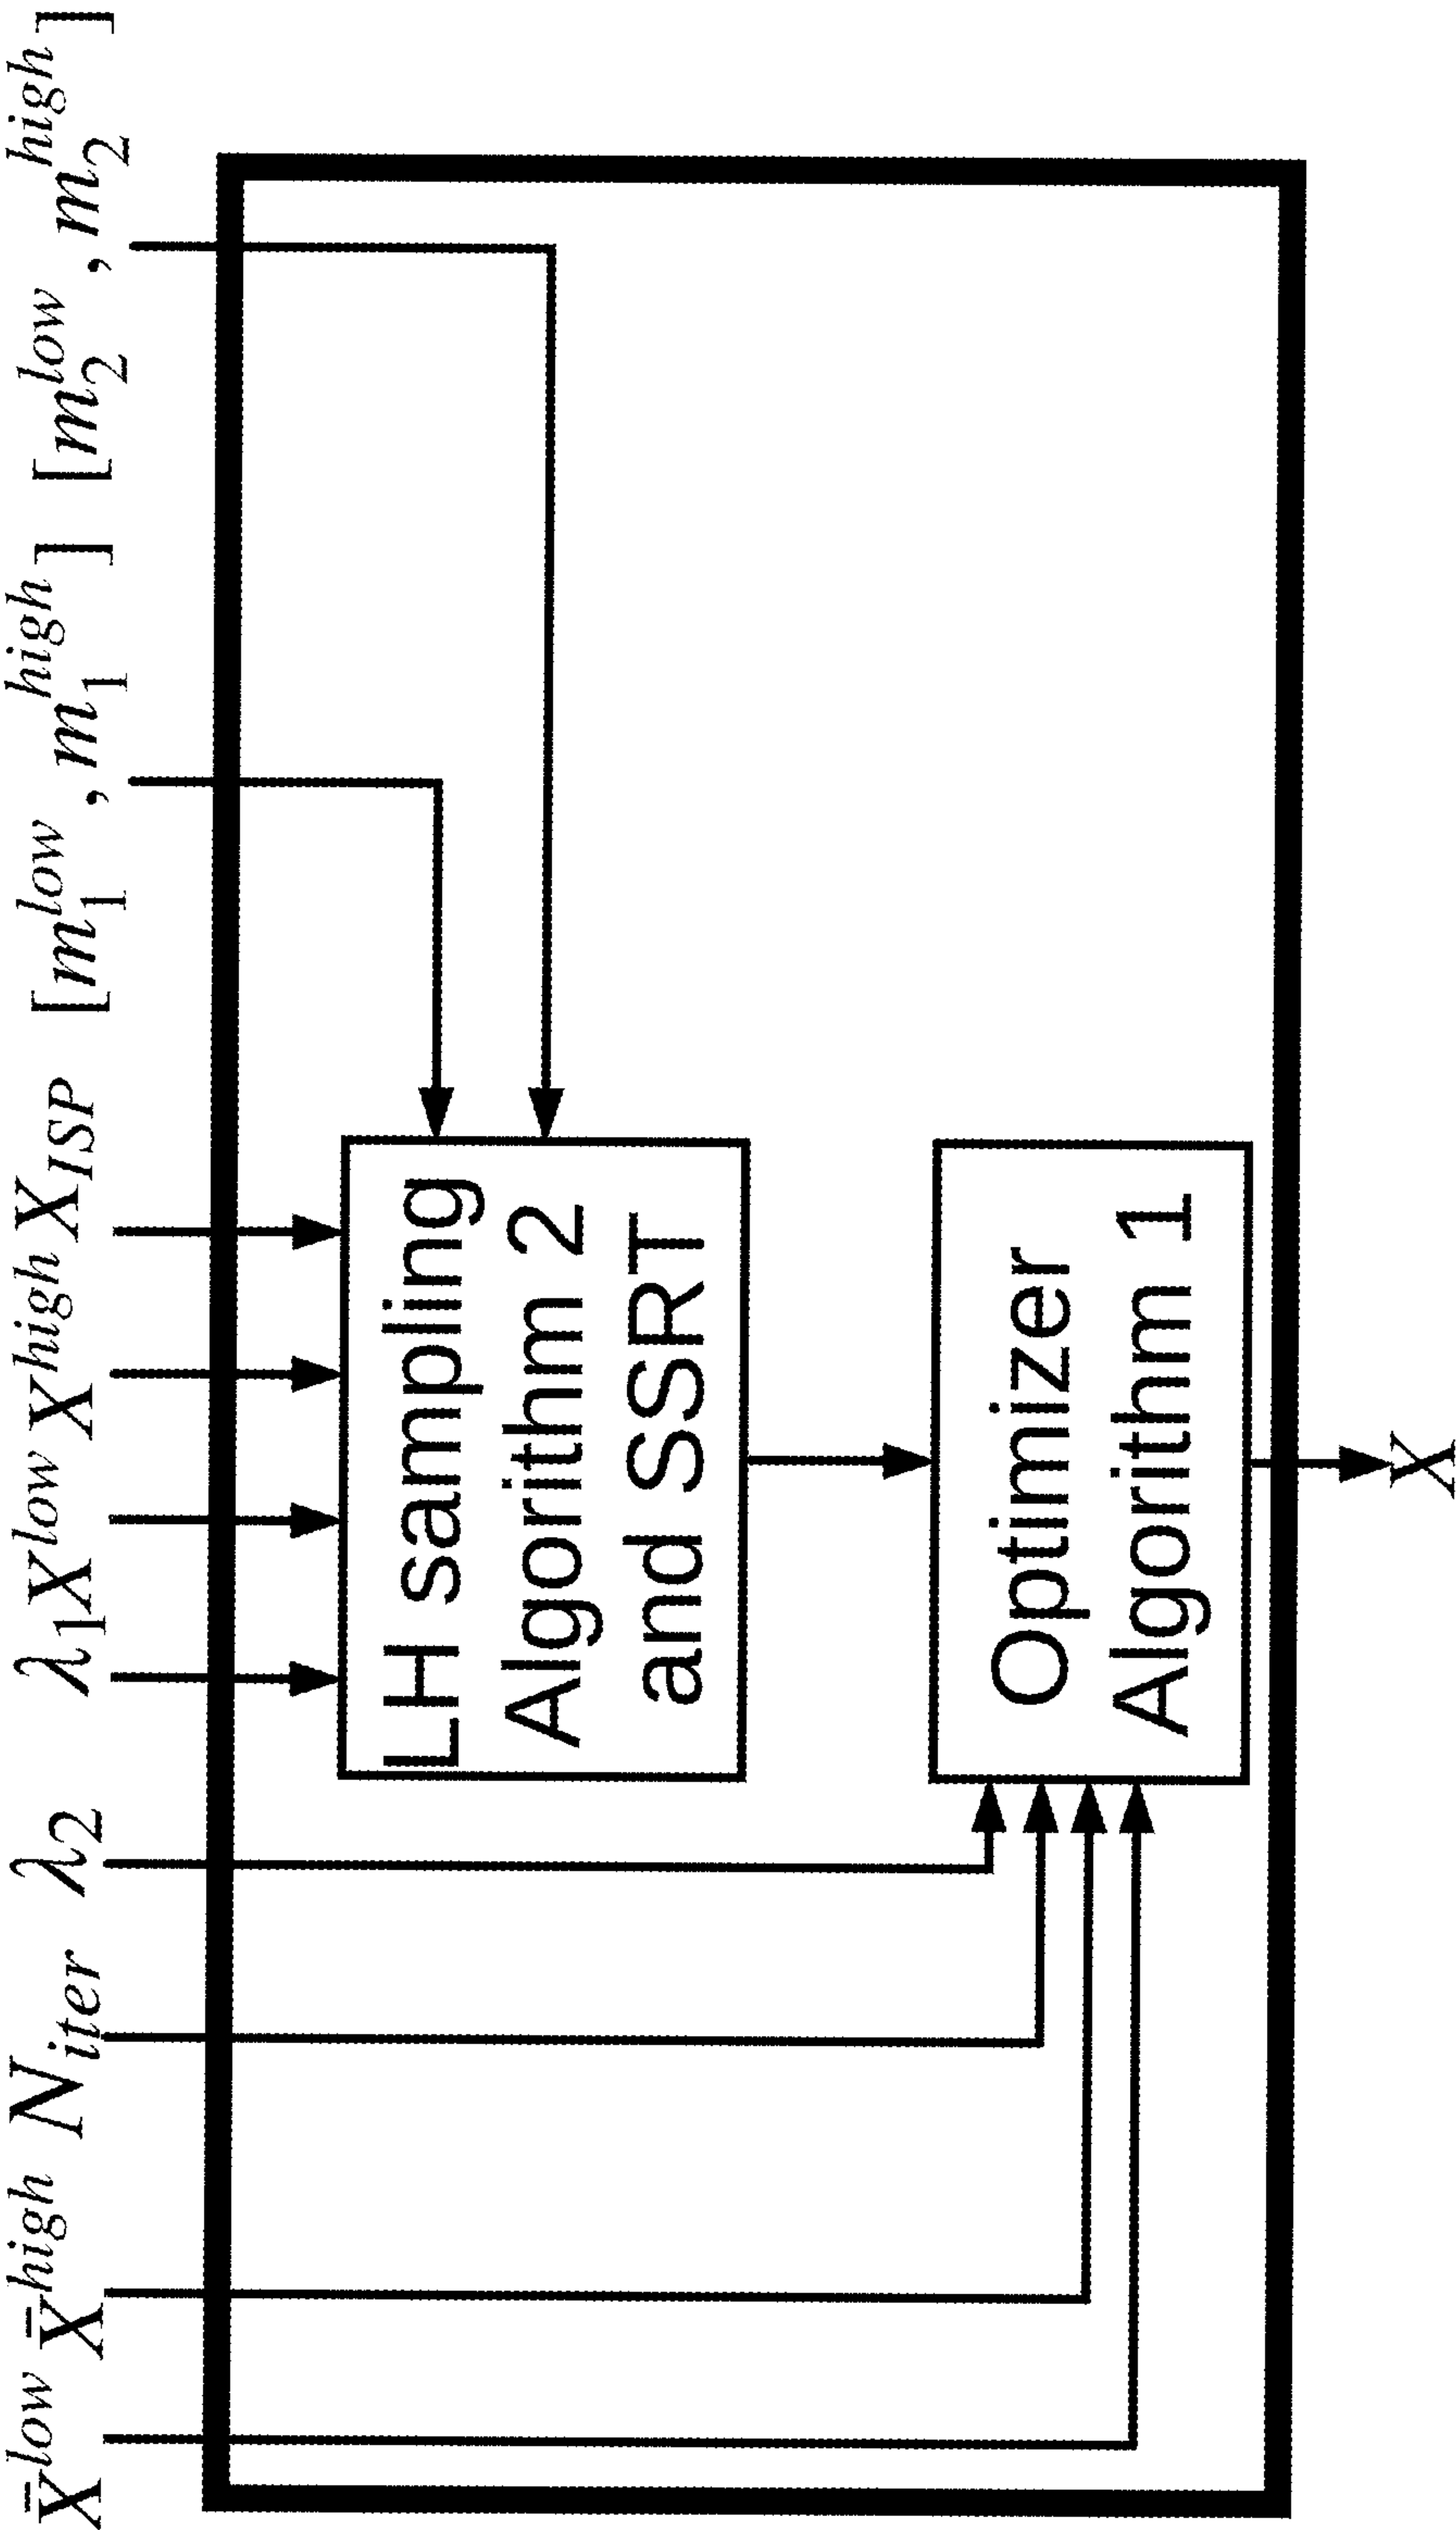 X̄^low X̄^high N_iter λ_2 λ_1 X^low X^high X_ISP [m_1^low, m_1^high] [m_2^low, m_2^high]
LH sampling
Algorithm 2
and SSRT
Optimizer
Algorithm 1
X